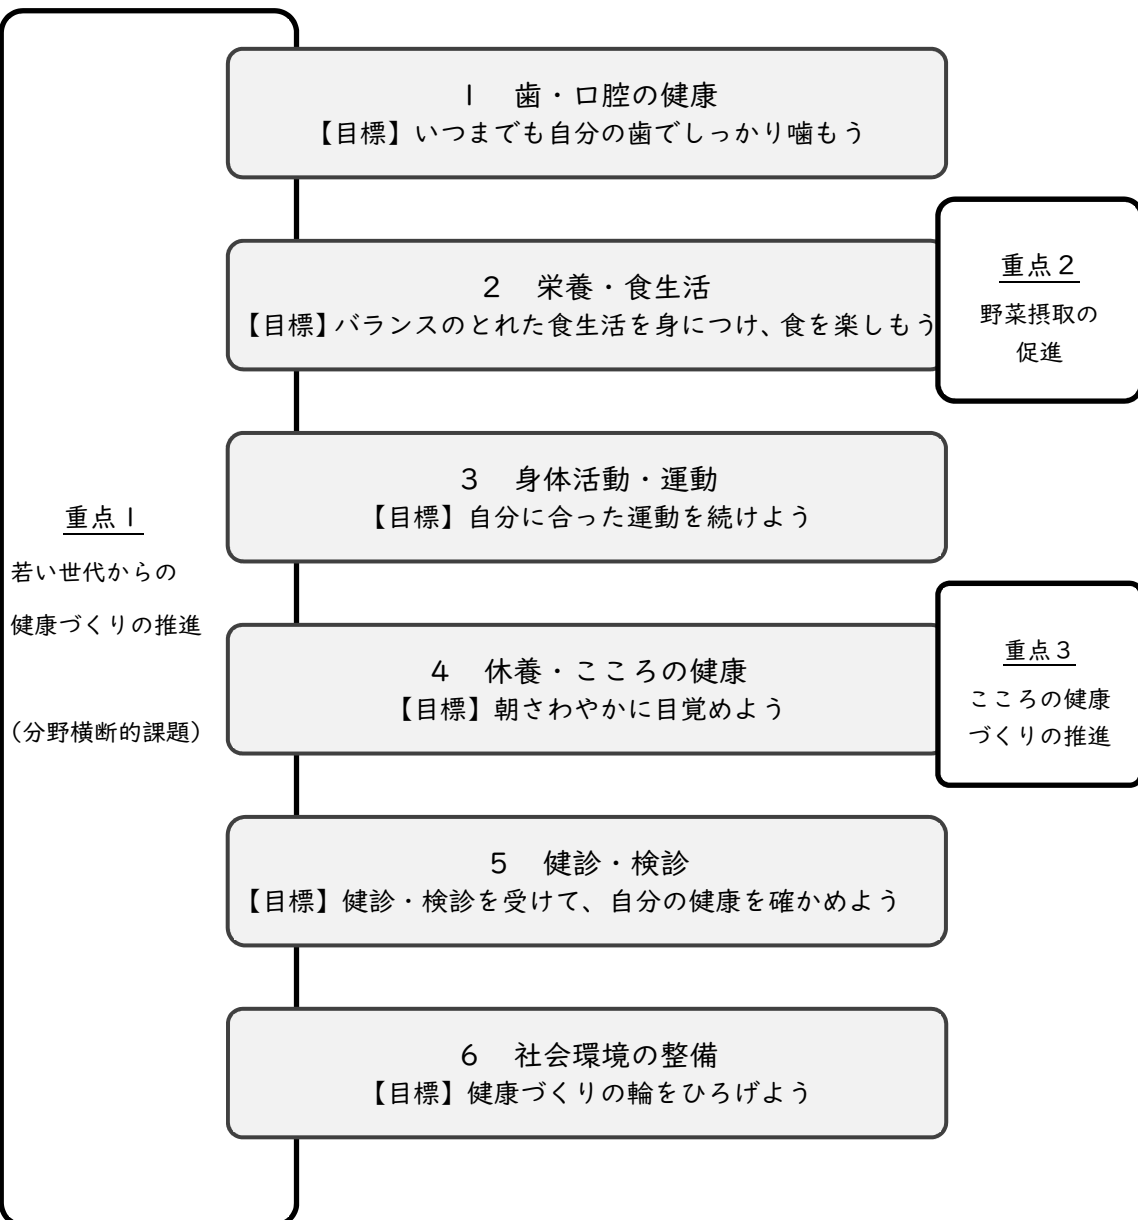 1　歯・口腔の健康
【目標】いつまでも自分の歯でしっかり噛もう
2　栄養・食生活
【目標】バランスのとれた食生活を身につけ、食を楽しもう
重点2
野菜摂取の
促進
3　身体活動・運動
【目標】自分に合った運動を続けよう
重点1
若い世代からの
健康づくりの推進
（分野横断的課題）
4　休養・こころの健康
【目標】朝さわやかに目覚めよう
重点3
こころの健康
づくりの推進
5　健診・検診
【目標】健診・検診を受けて、自分の健康を確かめよう
6　社会環境の整備
【目標】健康づくりの輪をひろげよう